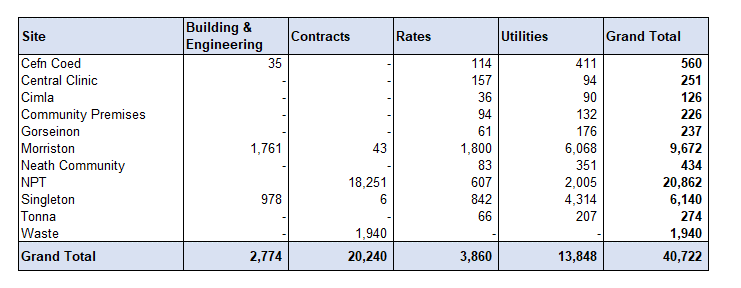 Site Building & Engineering Contracts Rates Utilities Grand Total
Cefn Coed 35 - 114 411 560
Central Clinic - - 157 94 251
Cimla - - 36 90 126
Community Premises - - 94 132 226
Gorseinon - - 61 176 237
Morriston 1,761 43 1,800 6,068 9,672
Neath Community - - 83 351 434
NPT 18,251 607 2,005 20,862
Singleton 978 6 842 4,314 6,140
Tonna - - 66 207 274
Waste - 1,940 - - 1,940
Grand Total 2,774 20,240 3,860 13,848 40,722